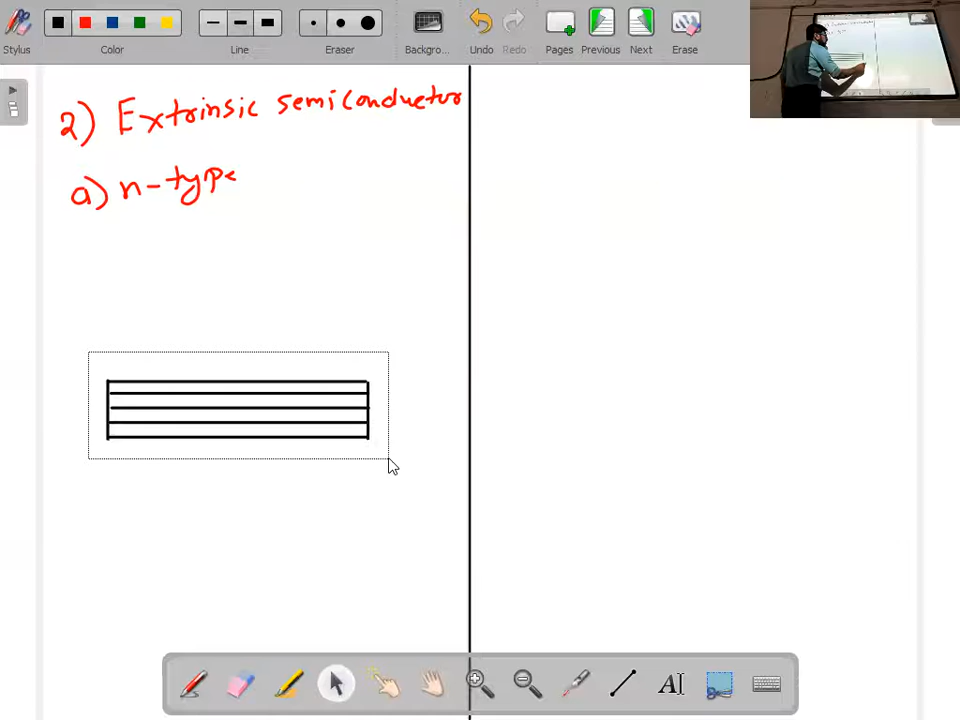 Stylus
Color
Line
Eraser
Backgro...
Undo
Redo
Pages
Previous
Next
Erase
2) Extrinsic semiconductor
a) n-type
A